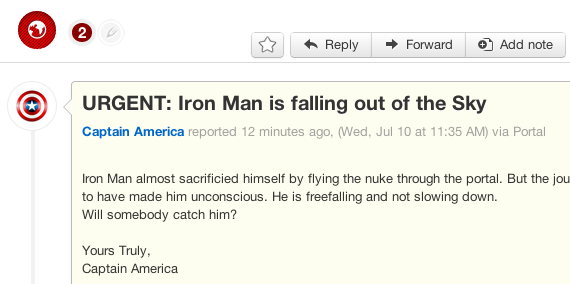 2
Reply
Forward
Add note
URGENT: Iron Man is falling out of the Sky
Captain America reported 12 minutes ago, (Wed, Jul 10 at 11:35 AM) via Portal
Iron Man almost sacrificied himself by flying the nuke through the portal. But the jou
to have made him unconscious. He is freefalling and not slowing down.
Will somebody catch him?
Yours Truly,
Captain America